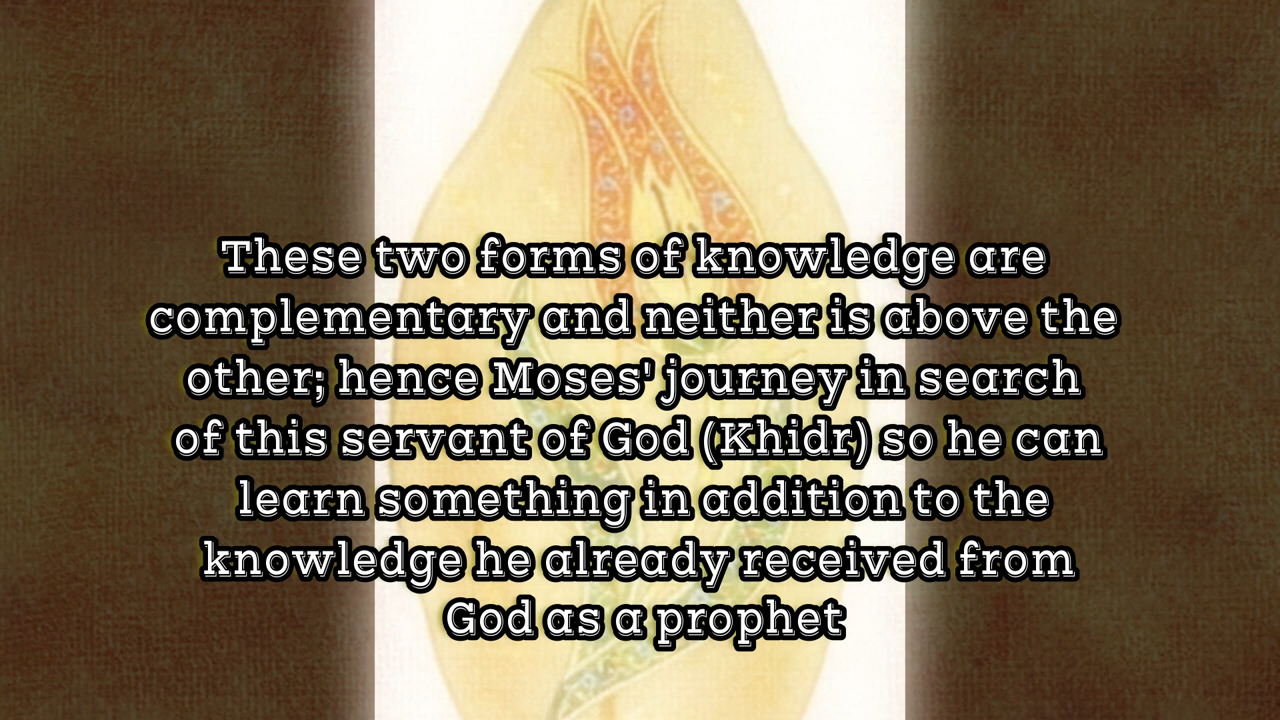 These two forms of knowledge are
complementary and neither is above the
other; hence Moses' journey in search
of this servant of God (Khidr) so he can
learn something in addition to the
knowledge he already received from
God as a prophet